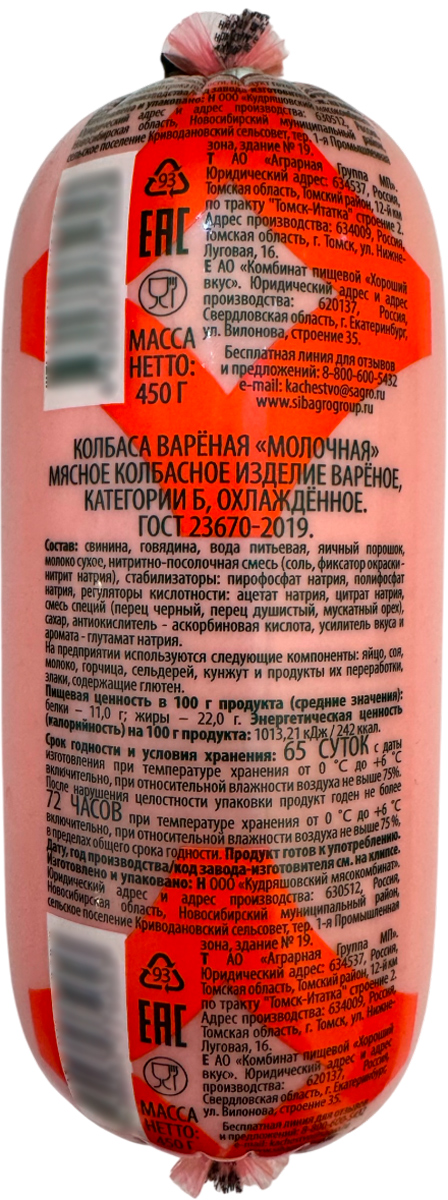 и упаковано: Н ООО «Кудряшовский мясокомбинат».
Юридический адрес и адрес производства: 630512, Россия,
Новосибирская область, Новосибирский муниципальный район,
сельское поселение Криводановский сельсовет, тер. 1-я Промышленная
зона, здание № 19.
Т АО «Аграрная Группа МП».
Юридический адрес: 634537, Россия,
Томская область, Томский район, 12-й км
по тракту "Томск-Итатка" строение 2.
Адрес производства: 634009, Россия,
Томская область, г. Томск, ул. Нижне-
Луговая, 16.
Е АО «Комбинат пищевой «Хороший
вкус». Юридический адрес и адрес
производства: 620137, Россия,
Свердловская область, г. Екатеринбург,
ул. Вилонова, строение 35.
Бесплатная линия для отзывов
и предложений: 8-800-600-5432
e-mail: kachestvo@sagro.ru
www.sibagrogroup.ru
93
EAC
МАССА
НЕТТО:
450 Г
КОЛБАСА ВАРЁНАЯ «МОЛОЧНАЯ»
МЯСНОЕ КОЛБАСНОЕ ИЗДЕЛИЕ ВАРЁНОЕ,
КАТЕГОРИИ Б, ОХЛАЖДЁННОЕ.
ГОСТ 23670-2019.
Состав: свинина, говядина, вода питьевая, яичный порошок,
молоко сухое, нитритно-посолочная смесь (соль, фиксатор окраски-
нитрит натрия), стабилизаторы: пирофосфат натрия, полифосфат
натрия, регуляторы кислотности: ацетат натрия, цитрат натрия,
смесь специй (перец черный, перец душистый, мускатный орех),
сахар, антиокислитель - аскорбиновая кислота, усилитель вкуса и
аромата - глутамат натрия.
На предприятии используются следующие компоненты: яйцо, соя,
молоко, горчица, сельдерей, кунжут и продукты их переработки,
злаки, содержащие глютен.
Пищевая ценность в 100 г продукта (средние значения):
белки – 11,0 г; жиры – 22,0 г. Энергетическая ценность
(калорийность) на 100 г продукта: 1013,21 кДж / 242 ккал.
Срок годности и условия хранения: 65 СУТОК с даты
изготовления при температуре хранения от 0 °С до +6 °С
включительно, при относительной влажности воздуха не выше 75%.
После нарушения целостности упаковки продукт годен не более
72 ЧАСОВ при температуре хранения от 0 °С до +6 °С
включительно, при относительной влажности воздуха не выше 75 %,
в пределах общего срока годности. Продукт готов к употреблению.
Дату, год производства/код завода-изготовителя см. на клипсе.
Изготовлено и упаковано: Н ООО «Кудряшовский мясокомбинат».
Юридический адрес и адрес производства: 630512, Россия,
Новосибирская область, Новосибирский муниципальный район,
сельское поселение Криводановский сельсовет, тер. 1-я Промышленная
зона, здание № 19.
Т АО «Аграрная Группа МП».
Юридический адрес: 634537, Россия,
Томская область, Томский район, 12-й км
по тракту "Томск-Итатка" строение 2.
Адрес производства: 634009, Россия,
Томская область, г. Томск, ул. Нижне-
Луговая, 16.
Е АО «Комбинат пищевой «Хороший
вкус». Юридический адрес и адрес
производства: 620137, Россия,
Свердловская область, г. Екатеринбург
ул. Вилонова, строение 35.
Бесплатная линия для отзывов
и предложений: 8-800-600-5432
93
EAC
МАССА
НЕТТО:
450 Г